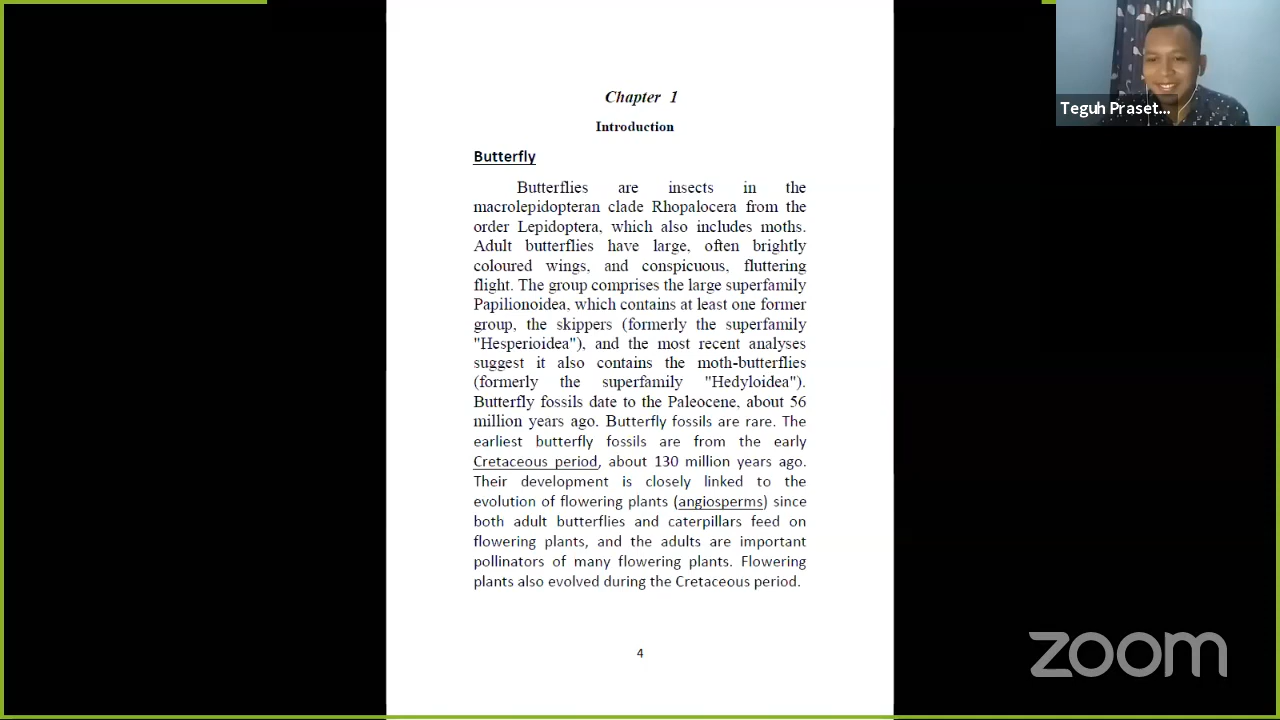 Chapter 1
Introduction
Butterfly
Butterflies are insects in the
macrolepidopteran clade Rhopalocera from the
order Lepidoptera, which also includes moths.
Adult butterflies have large, often brightly
coloured wings, and conspicuous, fluttering
flight. The group comprises the large superfamily
Papilionoidea, which contains at least one former
group, the skippers (formerly the superfamily
"Hesperioidea"), and the most recent analyses
suggest it also contains the moth-butterflies
(formerly the superfamily "Hedyloidea").
Butterfly fossils date to the Paleocene, about 56
million years ago. Butterfly fossils are rare. The
earliest butterfly fossils are from the early
Cretaceous period, about 130 million years ago.
Their development is closely linked to the
evolution of flowering plants (angiosperms) since
both adult butterflies and caterpillars feed on
flowering plants, and the adults are important
pollinators of many flowering plants. Flowering
plants also evolved during the Cretaceous period.
4
Teguh Praset...
zoom